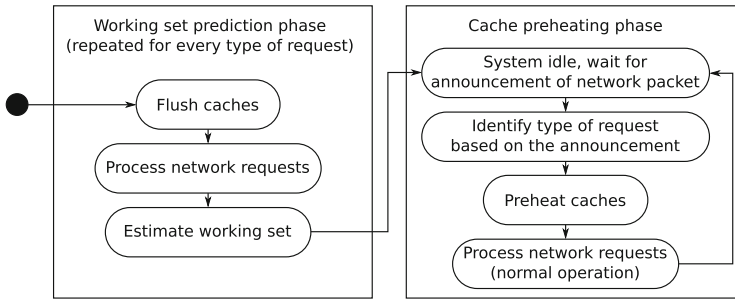 Working set prediction phase
(repeated for every type of request)
Flush caches
Process network requests
Estimate working set
Cache preheating phase
System idle, wait for
announcement of network packet
Identify type of request
based on the announcement
Preheat caches
Process network requests
(normal operation)